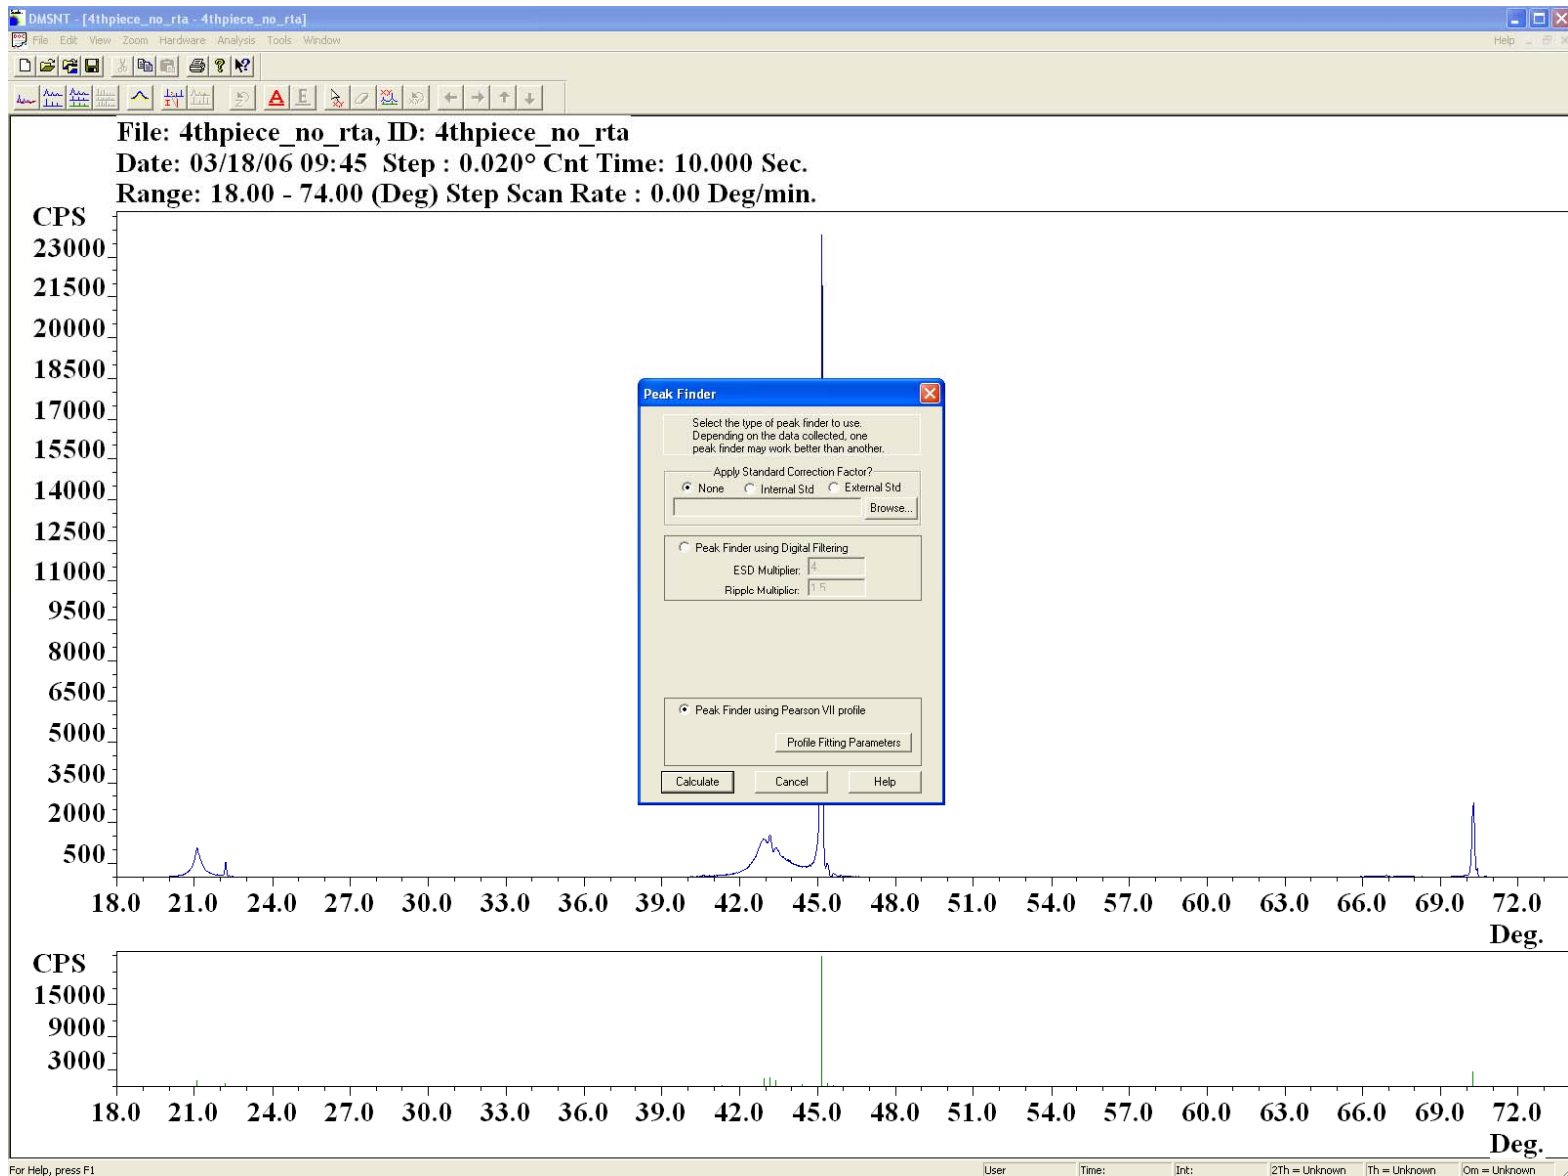 DMSNT - [4thpiece_no_rta - 4thpiece_no_rta]
File Edit View Zoom Hardware Analysis Tools Window Help
File: 4thpiece_no_rta, ID: 4thpiece_no_rta
Date: 03/18/06 09:45 Step : 0.020° Cnt Time: 10.000 Sec.
Range: 18.00 - 74.00 (Deg) Step Scan Rate : 0.00 Deg/min.
CPS
23000
21500
20000
18500
17000
15500
14000
12500
11000
9500
8000
6500
5000
3500
2000
500
18.0 21.0 24.0 27.0 30.0 33.0 36.0 39.0 42.0 45.0 48.0 51.0 54.0 57.0 60.0 63.0 66.0 69.0 72.0
Deg.
Peak Finder
Select the type of peak finder to use.
Depending on the data collected, one
peak finder may work better than another.
Apply Standard Correction Factor?
None Internal Std External Std
Browse...
Peak Finder using Digital Filtering
ESD Multiplier: 4
Ripple Multiplier: 1.5
Peak Finder using Pearson VII profile
Profile Fitting Parameters
Calculate Cancel Help
CPS
15000
9000
3000
18.0 21.0 24.0 27.0 30.0 33.0 36.0 39.0 42.0 45.0 48.0 51.0 54.0 57.0 60.0 63.0 66.0 69.0 72.0
Deg.
For Help, press F1 User Time: Int: 2Th = Unknown Th = Unknown Om = Unknown